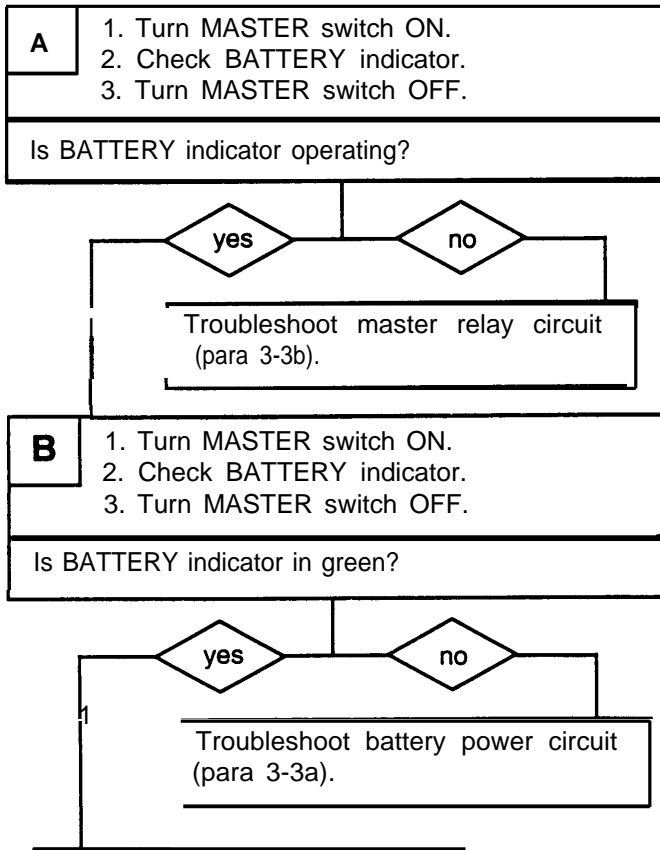 A
1. Turn MASTER switch ON.
2. Check BATTERY indicator.
3. Turn MASTER switch OFF.
Is BATTERY indicator operating?
yes
no
Troubleshoot master relay circuit
(para 3-3b).
B
1. Turn MASTER switch ON.
2. Check BATTERY indicator.
3. Turn MASTER switch OFF.
Is BATTERY indicator in green?
yes
no
1
Troubleshoot battery power circuit
(para 3-3a).